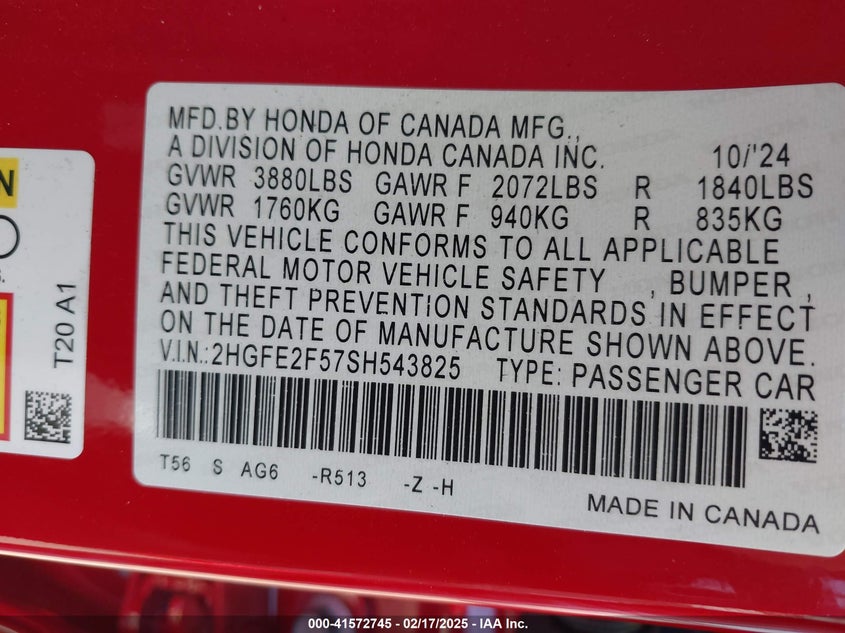 MFD.BY HONDA OF CANADA MFG.,
A DIVISION OF HONDA CANADA INC. 10/'24
GVWR 3880LBS GAWR F 2072LBS R 1840LBS
GVWR 1760KG GAWR F 940KG R 835KG
THIS VEHICLE CONFORMS TO ALL APPLICABLE
FEDERAL MOTOR VEHICLE SAFETY , BUMPER ,
AND THEFT PREVENTION STANDARDS IN EFFECT
ON THE DATE OF MANUFACTURE SHOWN ABOVE.
V.I.N.:2HGFE2F57SH543825 TYPE: PASSENGER CAR
T56 S AG6 -R513 -Z -H
MADE IN CANADA
T20 A1
000-41572745 - 02/17/2025 - IAA Inc.